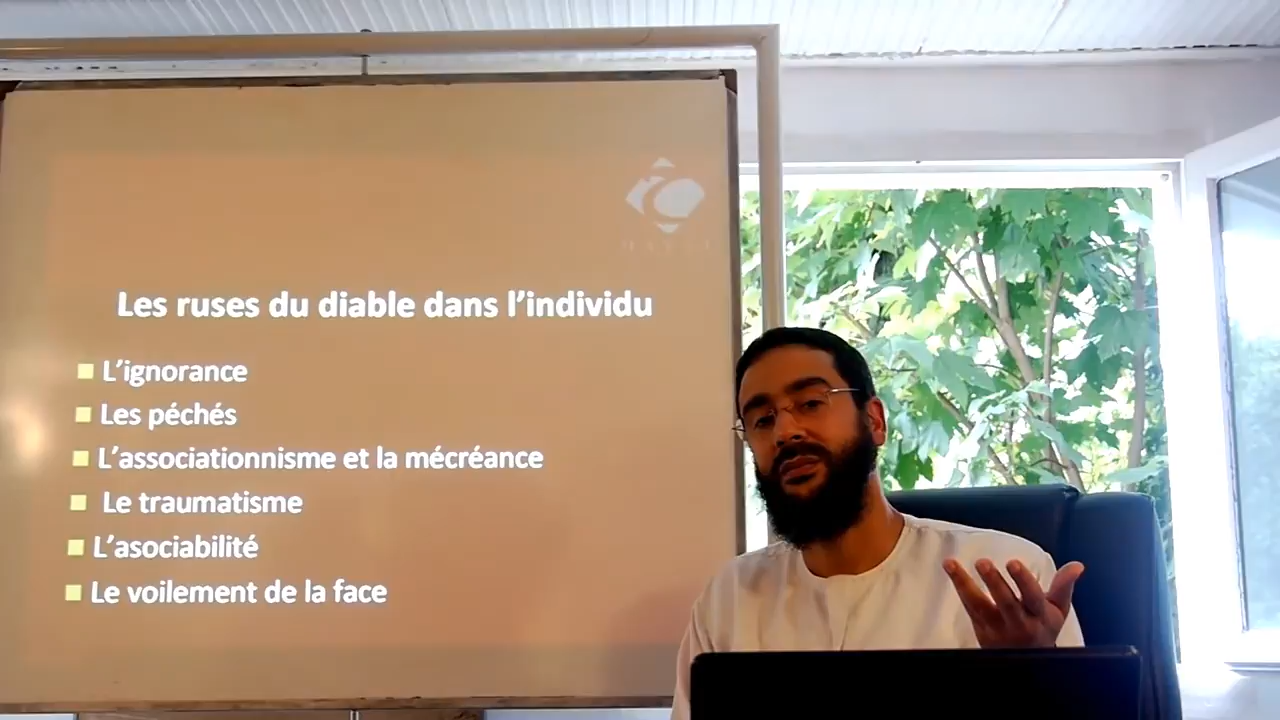 Les ruses du diable dans l’individu
L’ignorance
Les péchés
L’associationnisme et la mécréance
Le traumatisme
L’asociabilité
Le voilement de la face